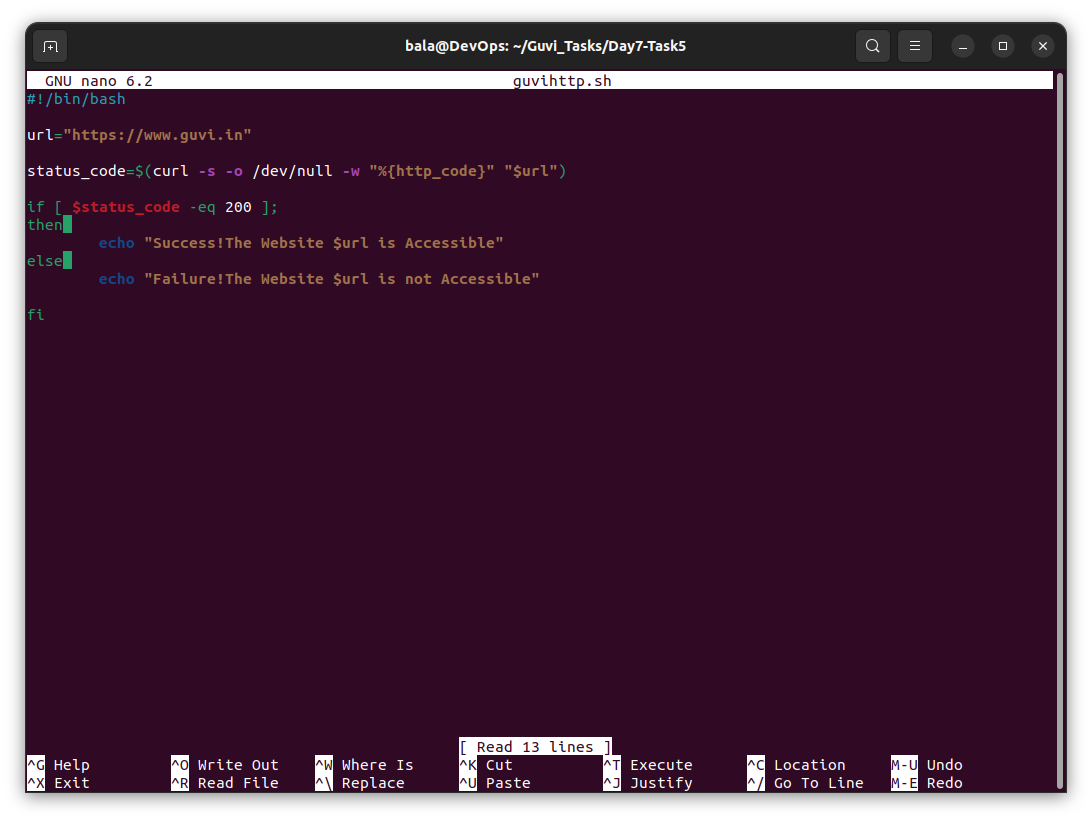 bala@DevOps: ~/Guvi_Tasks/Day7-Task5
GNU nano 6.2 guvihttp.sh
#!/bin/bash
url="https://www.guvi.in"
status_code=$(curl -s -o /dev/null -w "%{http_code}" "$url")
if [ $status_code -eq 200 ];
then
echo "Success!The Website $url is Accessible"
else
echo "Failure!The Website $url is not Accessible"
fi
[ Read 13 lines ]
^G Help ^O Write Out ^W Where Is ^K Cut ^T Execute ^C Location M-U Undo
^X Exit ^R Read File ^\ Replace ^U Paste ^J Justify ^/ Go To Line M-E Redo